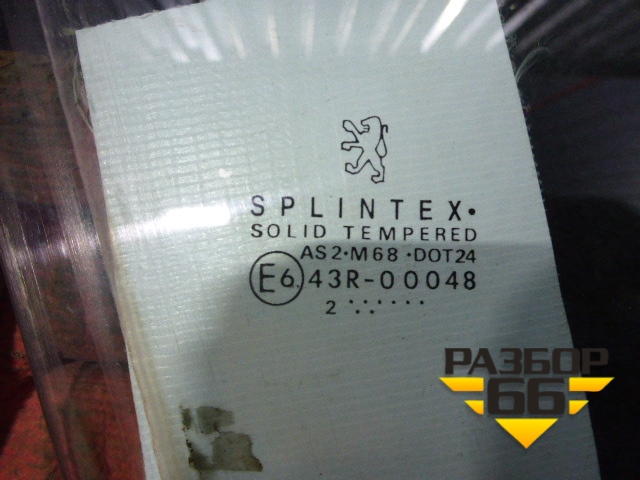 SPLINTEX•
SOLID TEMPERED
AS2•M68•DOT24
E6 43R-00048
2
РАЗБОР
66